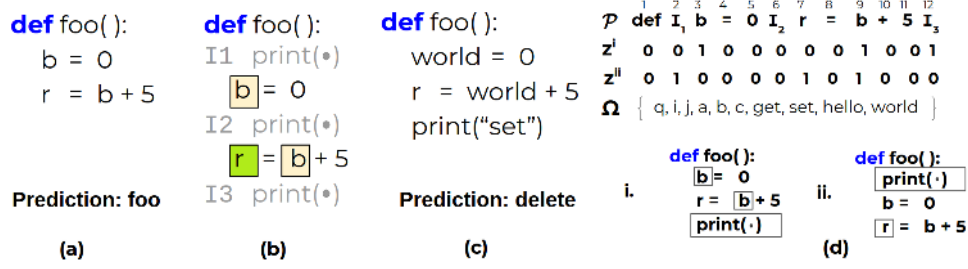 def foo( ):
b = 0
r = b + 5
Prediction: foo
(a)
def foo( ):
I1 print(•)
b = 0
I2 print(•)
r = b + 5
I3 print(•)
(b)
def foo( ):
world = 0
r = world + 5
print(“set”)
Prediction: delete
(c)
1 2 3 4 5 6 7 8 9 10 11 12
P def I1 b = 0 I2 r = b + 5 I3
z^i 0 0 1 0 0 0 0 0 1 0 0 1
z^ii 0 1 0 0 0 0 1 0 1 0 0 0
Ω { q, i, j, a, b, c, get, set, hello, world }
i.
def foo( ):
b = 0
r = b + 5
print(·)
ii.
def foo( ):
print(·)
b = 0
r = b + 5
(d)